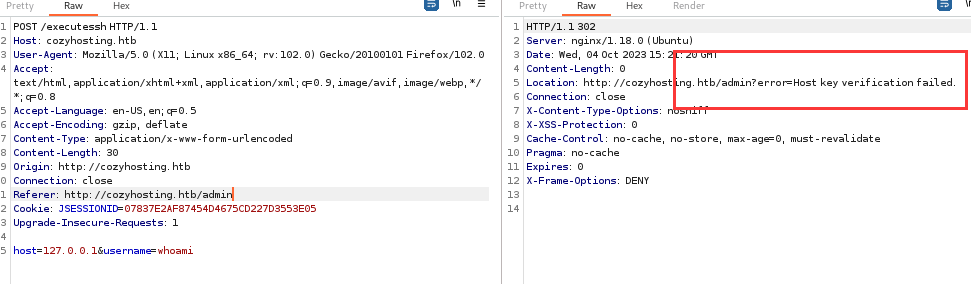 Pretty Raw Hex \n
1 POST /executessh HTTP/1.1
2 Host: cozyhosting.htb
3 User-Agent: Mozilla/5.0 (X11; Linux x86_64; rv:102.0) Gecko/20100101 Firefox/102.0
4 Accept:
text/html,application/xhtml+xml,application/xml;q=0.9,image/avif,image/webp,*/
*;q=0.8
5 Accept-Language: en-US,en;q=0.5
6 Accept-Encoding: gzip, deflate
7 Content-Type: application/x-www-form-urlencoded
8 Content-Length: 30
9 Origin: http://cozyhosting.htb
0 Connection: close
1 Referer: http://cozyhosting.htb/admin
2 Cookie: JSESSIONID=07837E2AF87454D4675CD227D3553E05
3 Upgrade-Insecure-Requests: 1
4
5 host=127.0.0.1&username=whoami
Pretty Raw Hex Render \n
1 HTTP/1.1 302
2 Server: nginx/1.18.0 (Ubuntu)
3 Date: Wed, 04 Oct 2023 15:21:20 GMT
4 Content-Length: 0
5 Location: http://cozyhosting.htb/admin?error=Host key verification failed.
6 Connection: close
7 X-Content-Type-Options: nosniff
8 X-XSS-Protection: 0
9 Cache-Control: no-cache, no-store, max-age=0, must-revalidate
10 Pragma: no-cache
11 Expires: 0
12 X-Frame-Options: DENY
13
14